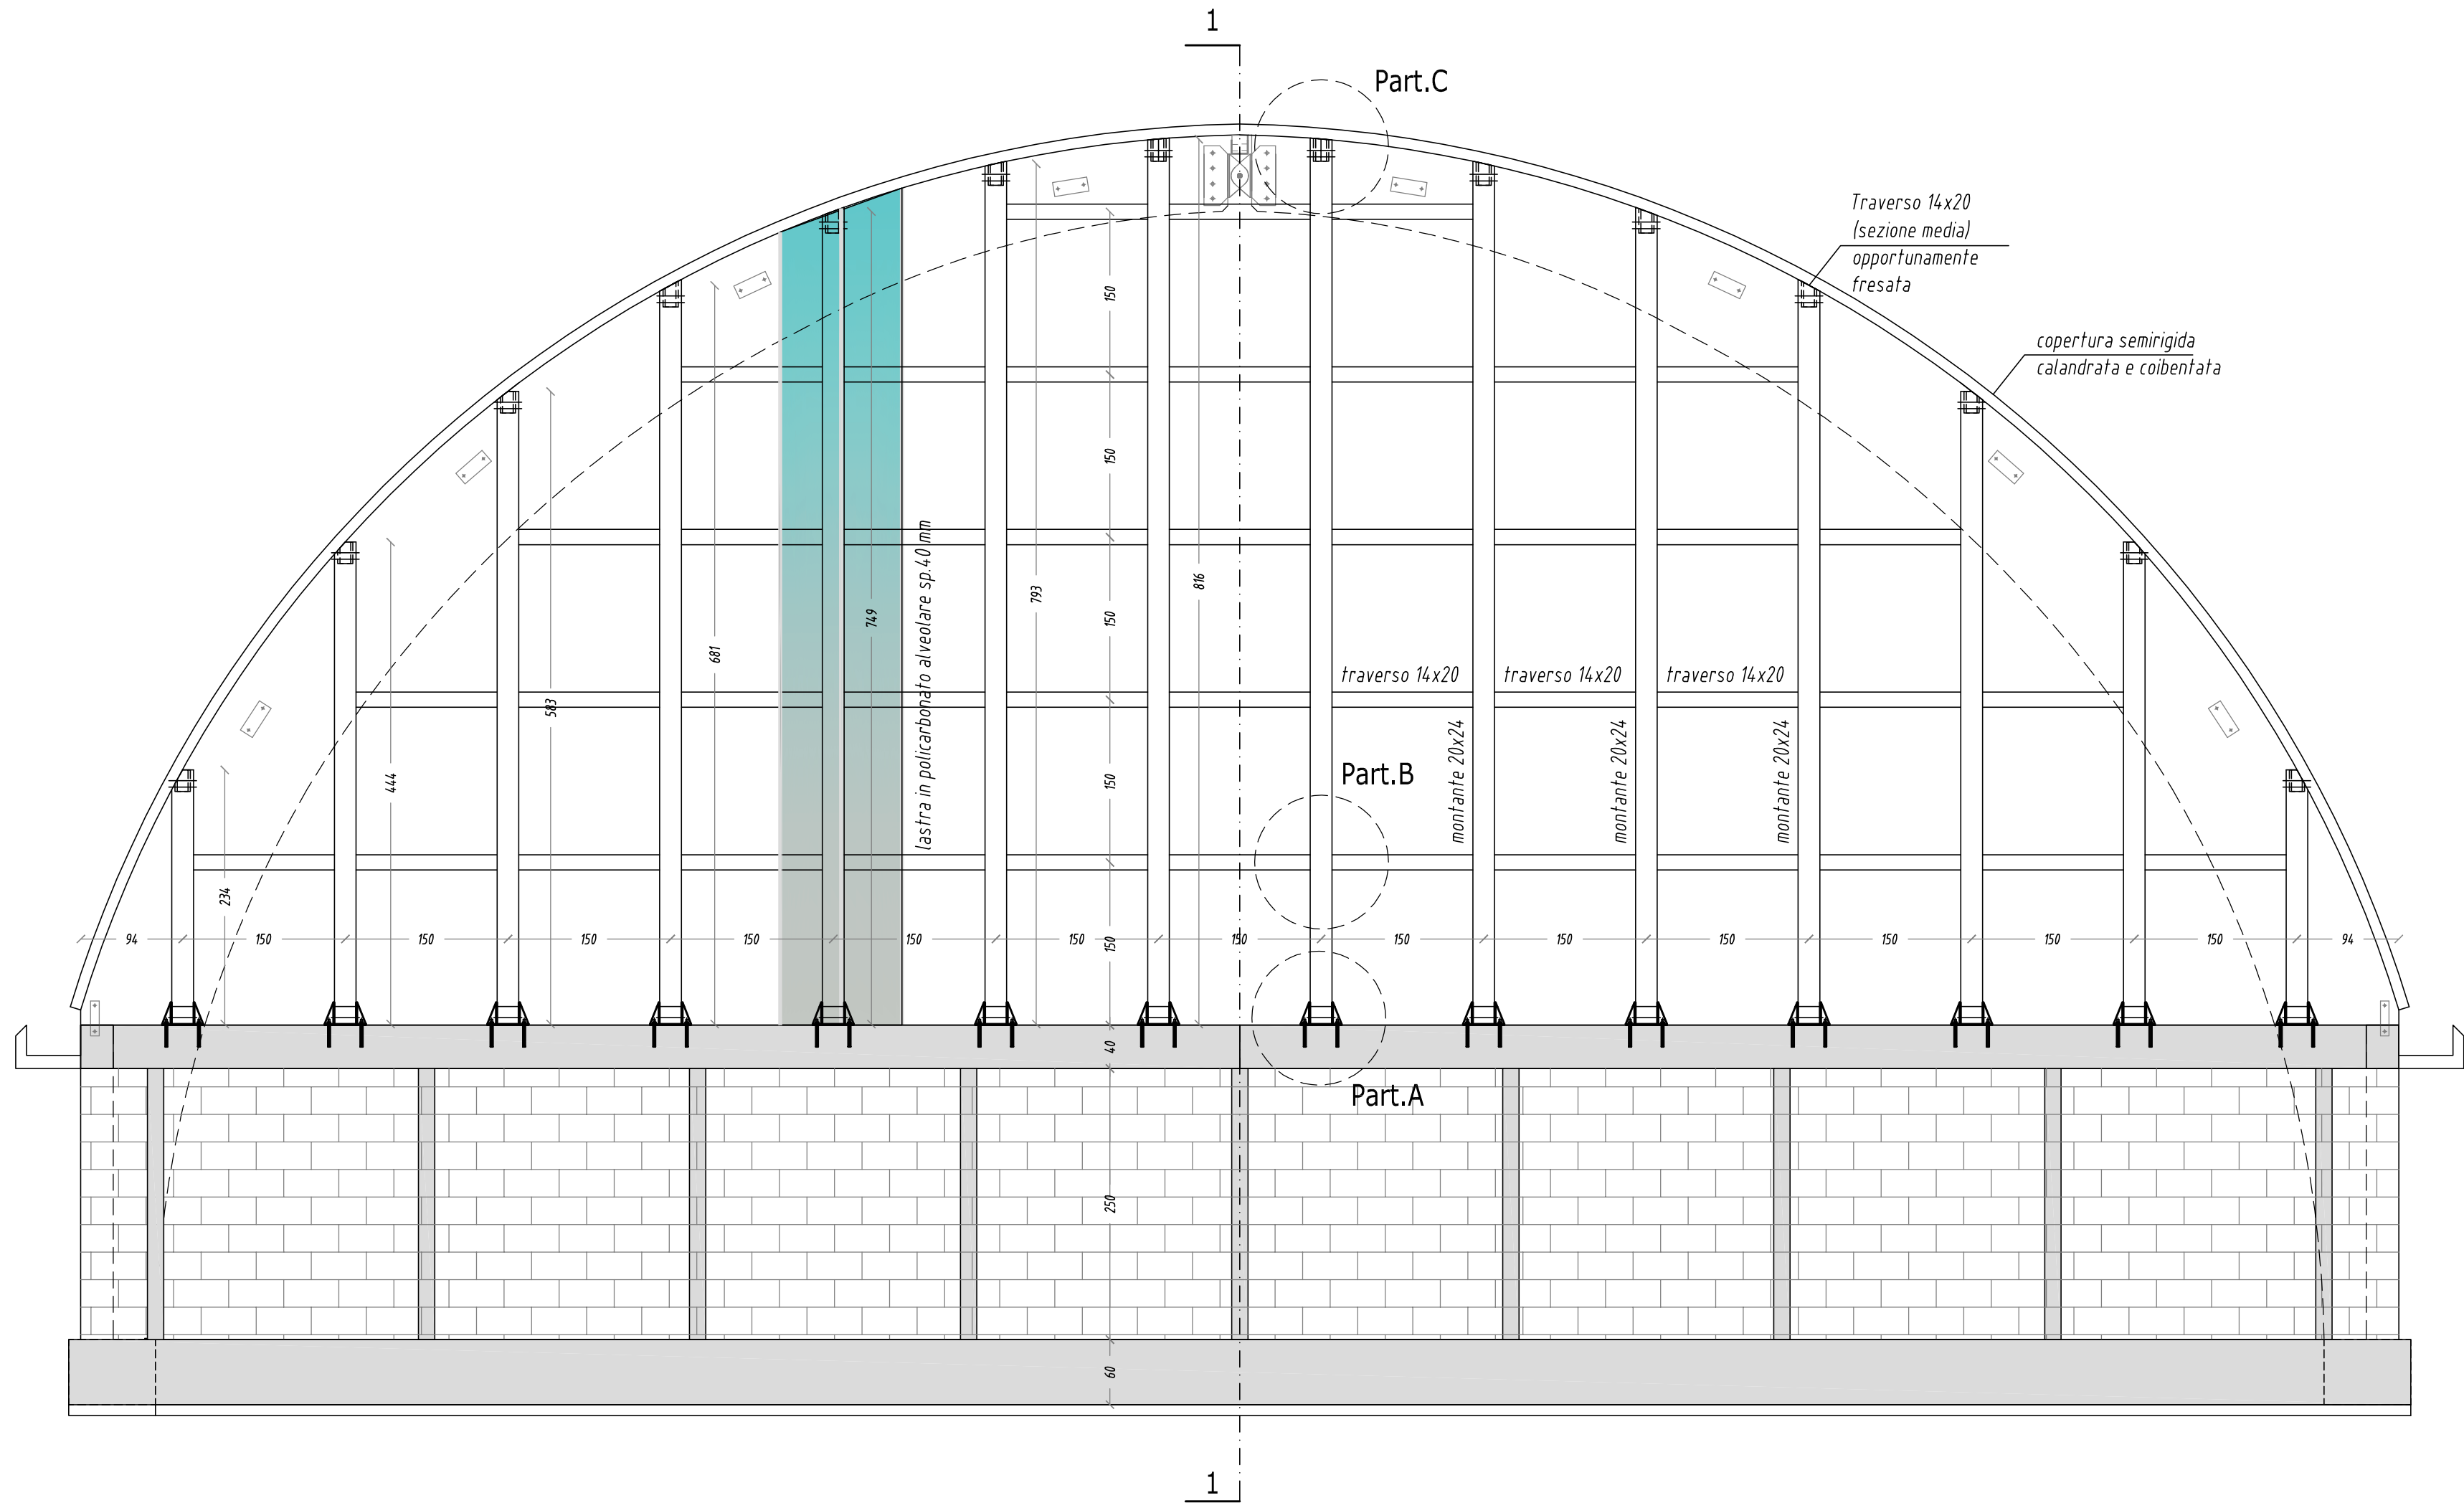 1
Part.C
Traverso 14x20
(sezione media)
opportunamente
fresata
copertura semirigida
calandrata e coibentata
150
150
150
150
150
150
40
250
60
816
793
749
681
583
444
234
lastra in policarbonato alveolare sp.40 mm
traverso 14x20
traverso 14x20
traverso 14x20
montante 20x24
montante 20x24
montante 20x24
Part.B
94
150
150
150
150
150
150
150
150
150
150
150
150
150
94
Part.A
1